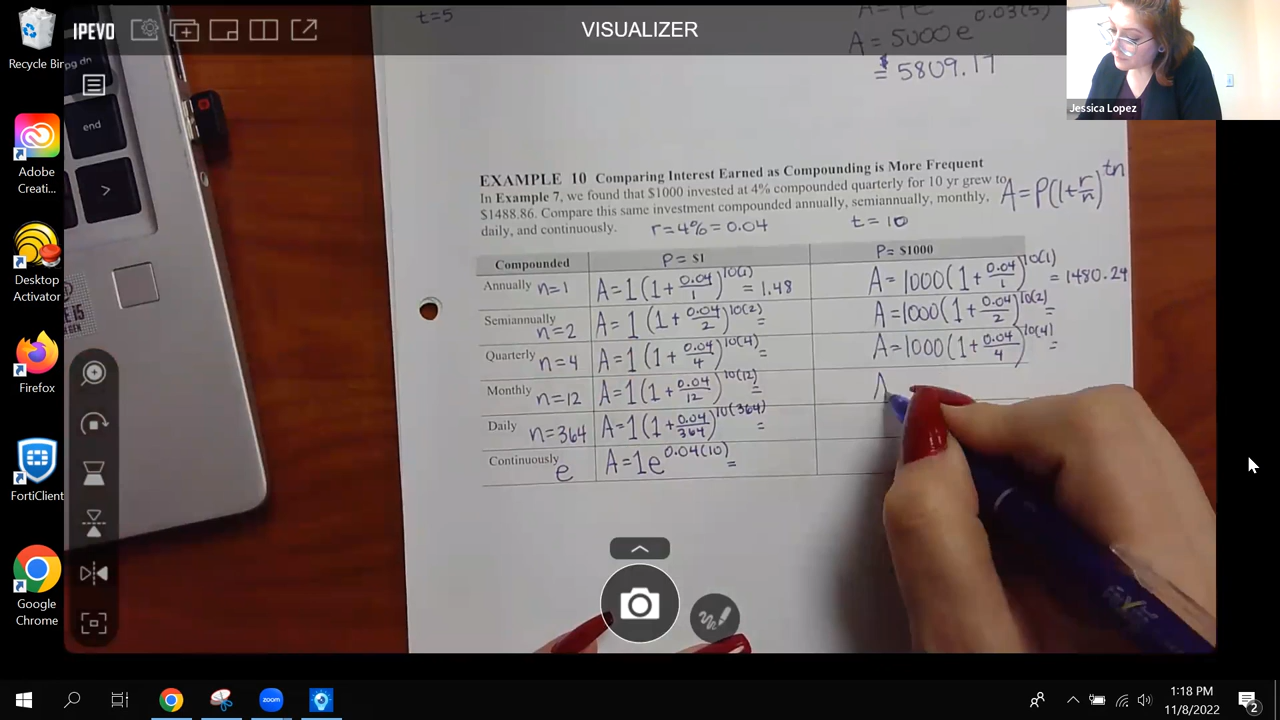 Recycle Bin
IPEVO
VISUALIZER
t=5
0.03(5)
A = 5000 e
= $5809.17
Jessica Lopez
pg dn
end
>
Adobe
Creati...
Desktop
Activator
Firefox
FortiClient
Google
Chrome
EXAMPLE 10 Comparing Interest Earned as Compounding is More Frequent
In Example 7, we found that $1000 invested at 4% compounded quarterly for 10 yr grew to
$1488.86. Compare this same investment compounded annually, semiannually, monthly,
daily, and continuously. r=4%=0.04 t=10
A=P(1+r/n)^tn
Compounded P= $1 P= $1000
Annually n=1 A=1(1+0.04/1)^10(1) =1.48 A=1000(1+0.04/1)^10(1) =1480.24
Semiannually n=2 A=1(1+0.04/2)^10(2) = A=1000(1+0.04/2)^10(2) =
Quarterly n=4 A=1(1+0.04/4)^10(4) = A=1000(1+0.04/4)^10(4) =
Monthly n=12 A=1(1+0.04/12)^10(12) = A
Daily n=364 A=1(1+0.04/364)^10(364) =
Continuously e A=1e^0.04(10) =
zoom
1:18 PM
11/8/2022
2